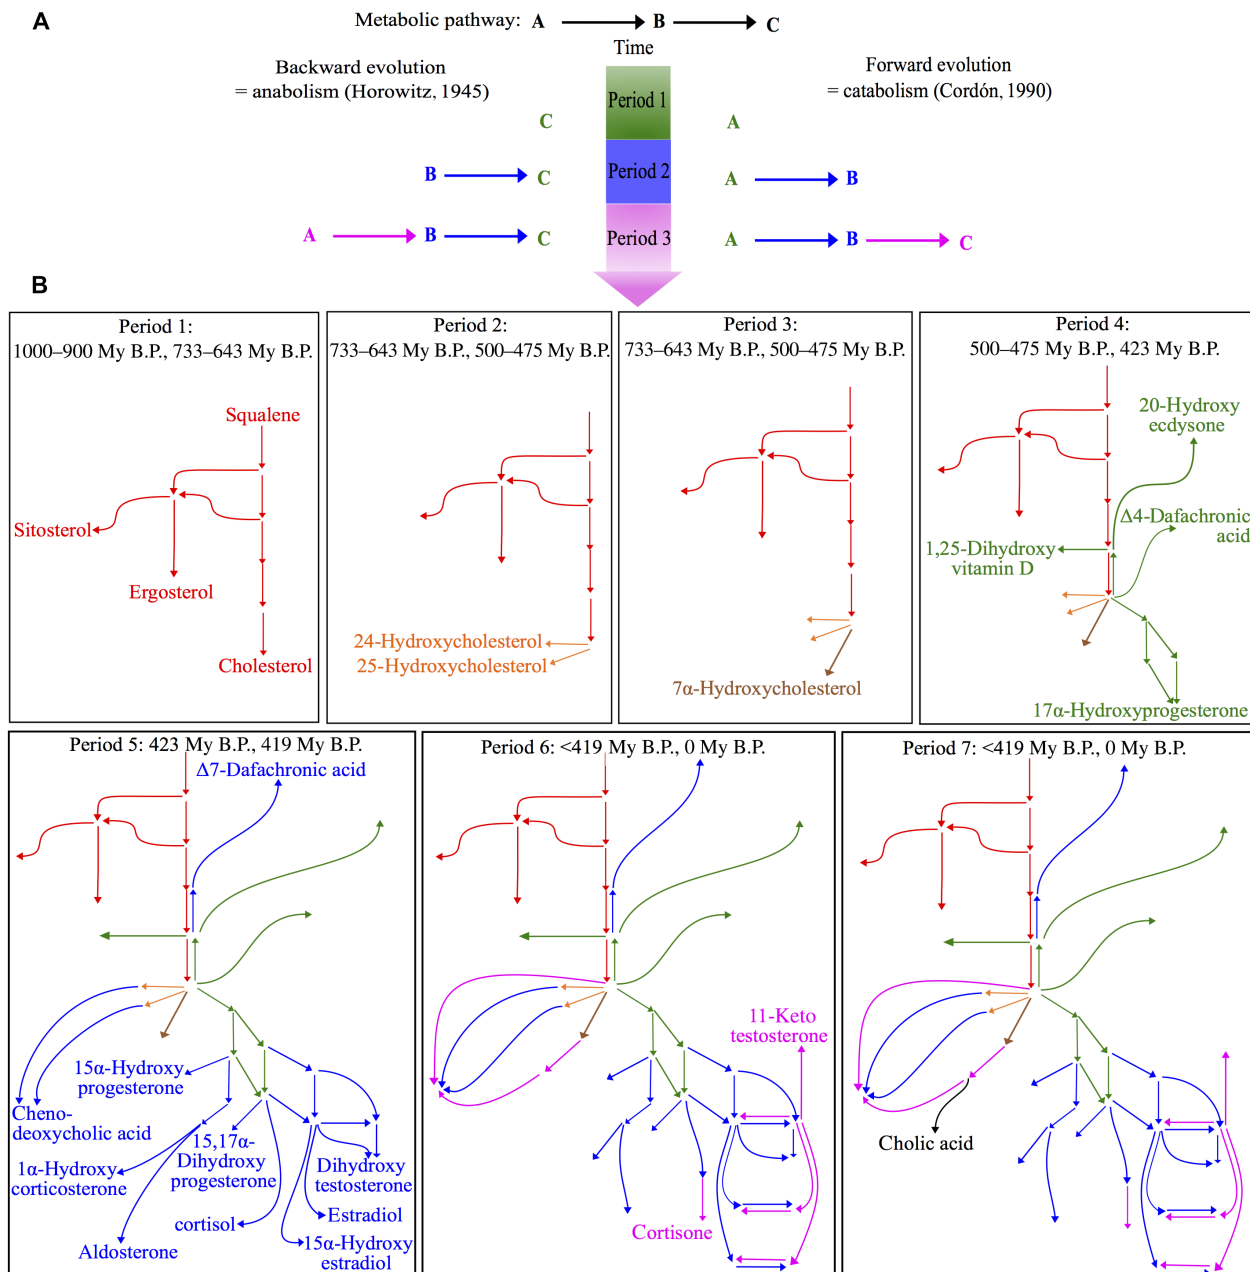 A
Metabolic pathway: A B C
Time
Backward evolution
= anabolism (Horowitz, 1945)
Forward evolution
= catabolism (Cordón, 1990)
Period 1
C
A
Period 2
B C
A B
Period 3
A B C
A B C
B
Period 1:
1000–900 My B.P., 733–643 My B.P.
Squalene
Sitosterol
Ergosterol
Cholesterol
Period 2:
733–643 My B.P., 500–475 My B.P.
24-Hydroxycholesterol
25-Hydroxycholesterol
Period 3:
733–643 My B.P., 500–475 My B.P.
7α-Hydroxycholesterol
Period 4:
500–475 My B.P., 423 My B.P.
20-Hydroxy
ecdysone
Δ4-Dafachronic
acid
1,25-Dihydroxy
vitamin D
17α-Hydroxyprogesterone
Period 5: 423 My B.P., 419 My B.P.
Δ7-Dafachronic acid
15α-Hydroxy
progesterone
Cheno-
deoxycholic acid
1α-Hydroxy
corticosterone
15,17α-
Dihydroxy
progesterone
Dihydroxy
testosterone
cortisol
Estradiol
Aldosterone
15α-Hydroxy
estradiol
Period 6: <419 My B.P., 0 My B.P.
11-Keto
testosterone
Cortisone
Period 7: <419 My B.P., 0 My B.P.
Cholic acid